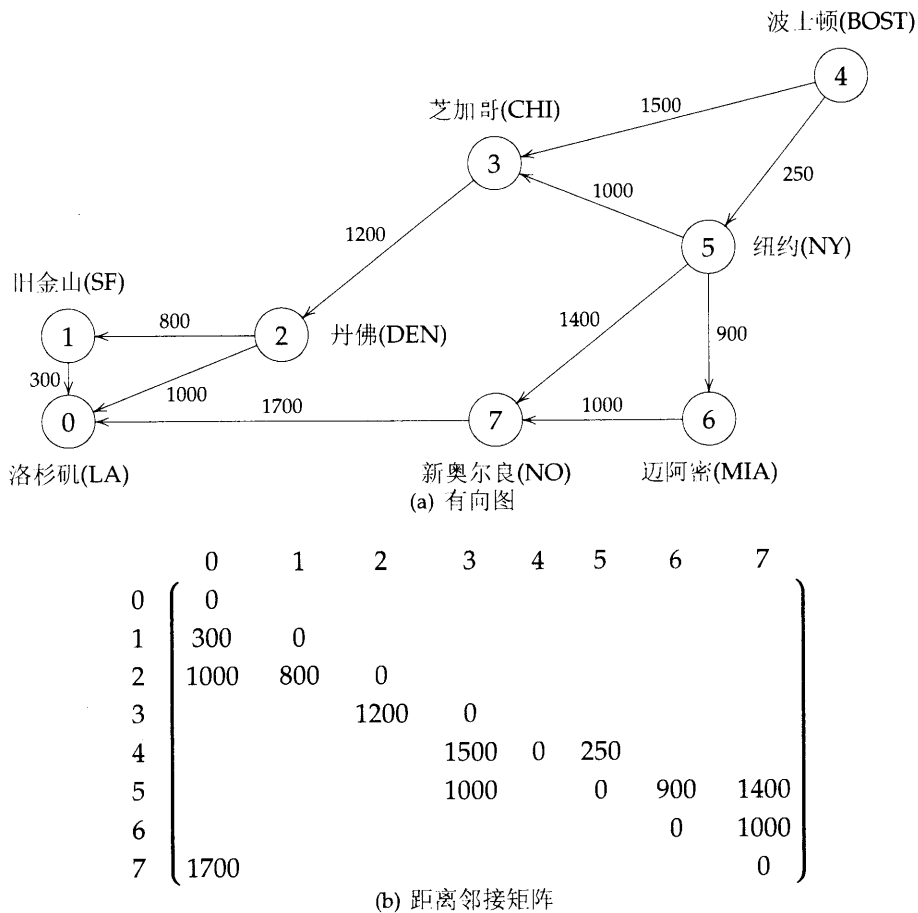 波士顿(BOST)
4
1500
芝加哥(CHI)
3
250
1000
5
纽约(NY)
1200
旧金山(SF)
1
800
2
丹佛(DEN)
1400
900
300
1000
0
1700
7
1000
6
洛杉矶(LA)
新奥尔良(NO)
迈阿密(MIA)
(a) 有向图
0 1 2 3 4 5 6 7
0 0
1 300 0
2 1000 800 0
3 1200 0
4 1500 0 250
5 1000 0 900 1400
6 0 1000
7 1700 0
(b) 距离邻接矩阵